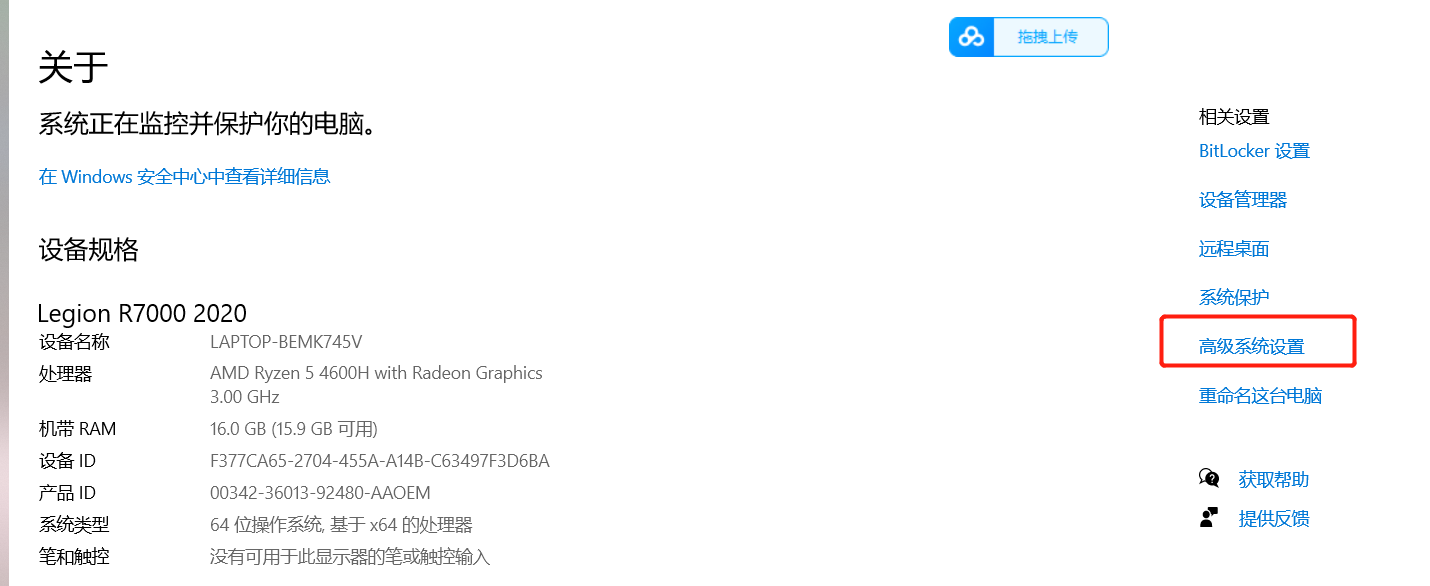 拖拽上传
关于
系统正在监控并保护你的电脑。
在 Windows 安全中心中查看详细信息
设备规格
Legion R7000 2020
设备名称 LAPTOP-BEMK745V
处理器 AMD Ryzen 5 4600H with Radeon Graphics
3.00 GHz
机带 RAM 16.0 GB (15.9 GB 可用)
设备 ID F377CA65-2704-455A-A14B-C63497F3D6BA
产品 ID 00342-36013-92480-AAOEM
系统类型 64 位操作系统, 基于 x64 的处理器
笔和触控 没有可用于此显示器的笔或触控输入
相关设置
BitLocker 设置
设备管理器
远程桌面
系统保护
高级系统设置
重命名这台电脑
获取帮助
提供反馈